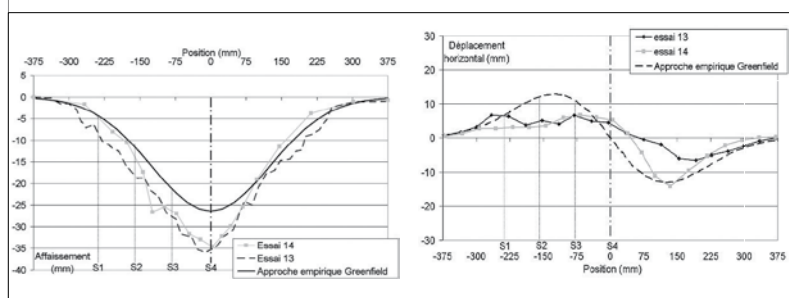 Position (mm)
-375 -300 -225 -150 -75 0 75 150 225 300 375
5
0
-5
-10
-15
-20
-25
-30
-35
-40
Affaissement
(mm)
S1 S2 S3 S4
Essai 14
Essai 13
Approche empirique Greenfield
30
20
10
0
-10
-20
-30
Déplacement
horizontal (mm)
essai 13
essai 14
Approche empirique Greenfield
S1 S2 S3 S4
-375 -300 -225 -150 -75 0 75 150 225 300 375
Position (mm)